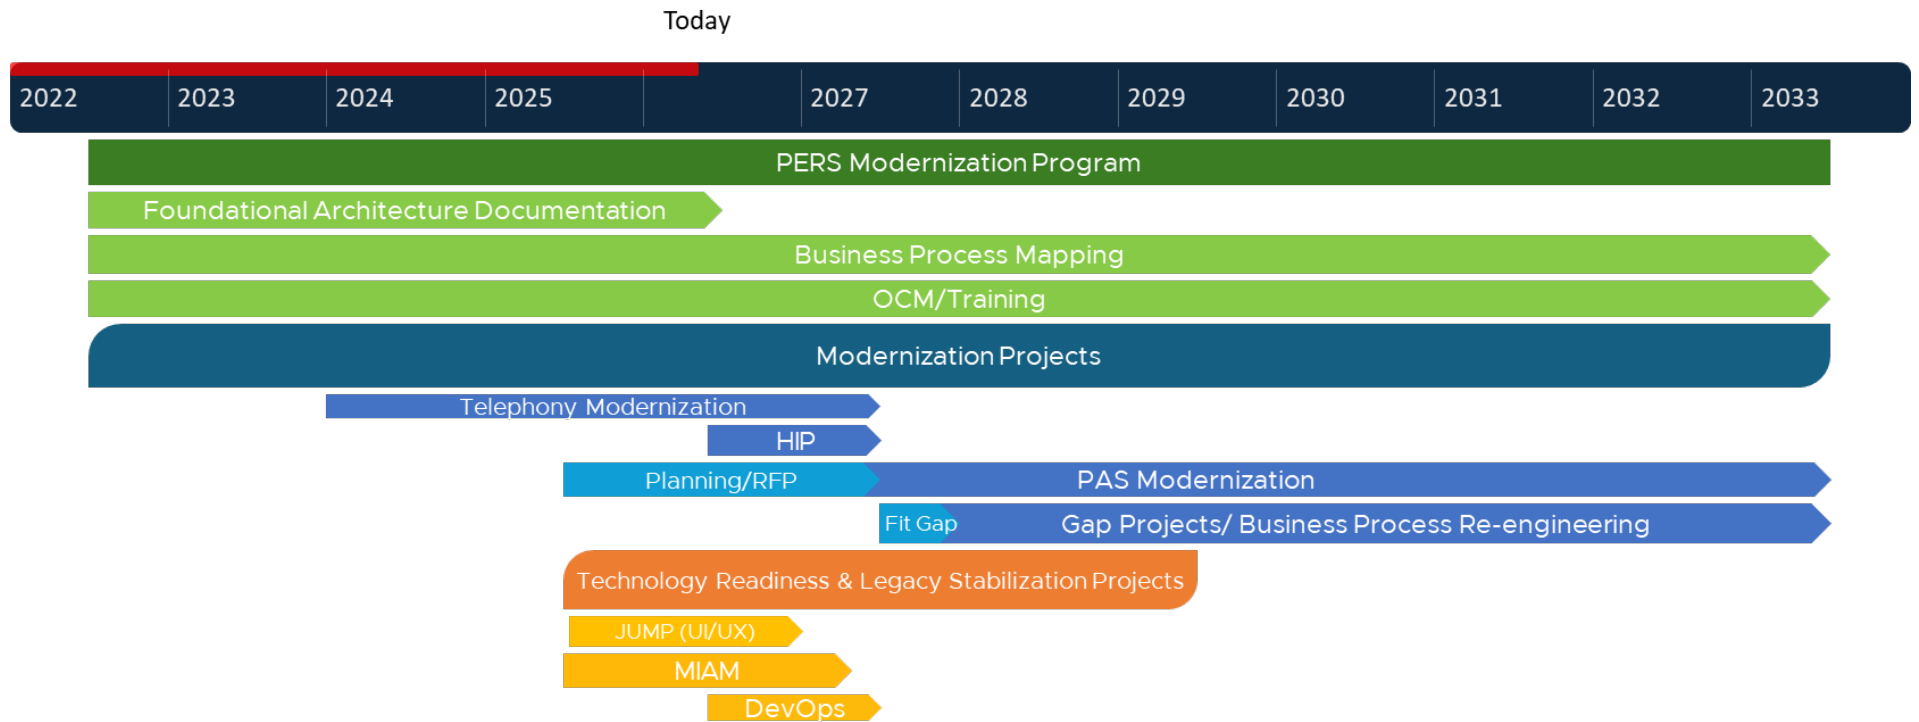 Today
2022 2023 2024 2025 2027 2028 2029 2030 2031 2032 2033
PERS Modernization Program
Foundational Architecture Documentation
Business Process Mapping
OCM/Training
Modernization Projects
Telephony Modernization
HIP
Planning/RFP PAS Modernization
Fit Gap Gap Projects/ Business Process Re-engineering
Technology Readiness & Legacy Stabilization Projects
JUMP (UI/UX)
MIAM
DevOps